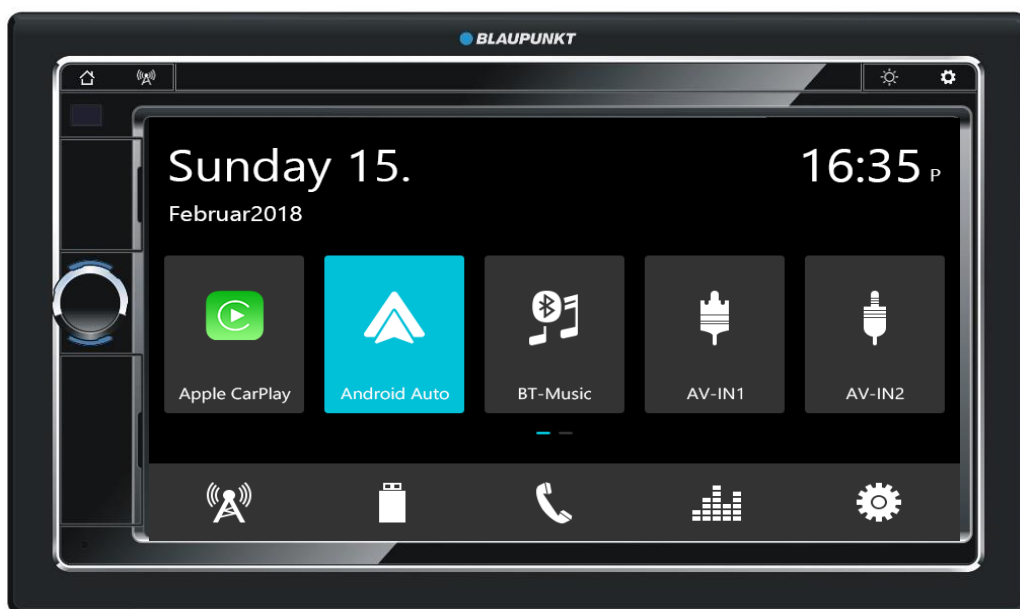 BLAUPUNKT
Sunday 15.
16:35 P
Februar2018
Apple CarPlay
Android Auto
BT-Music
AV-IN1
AV-IN2